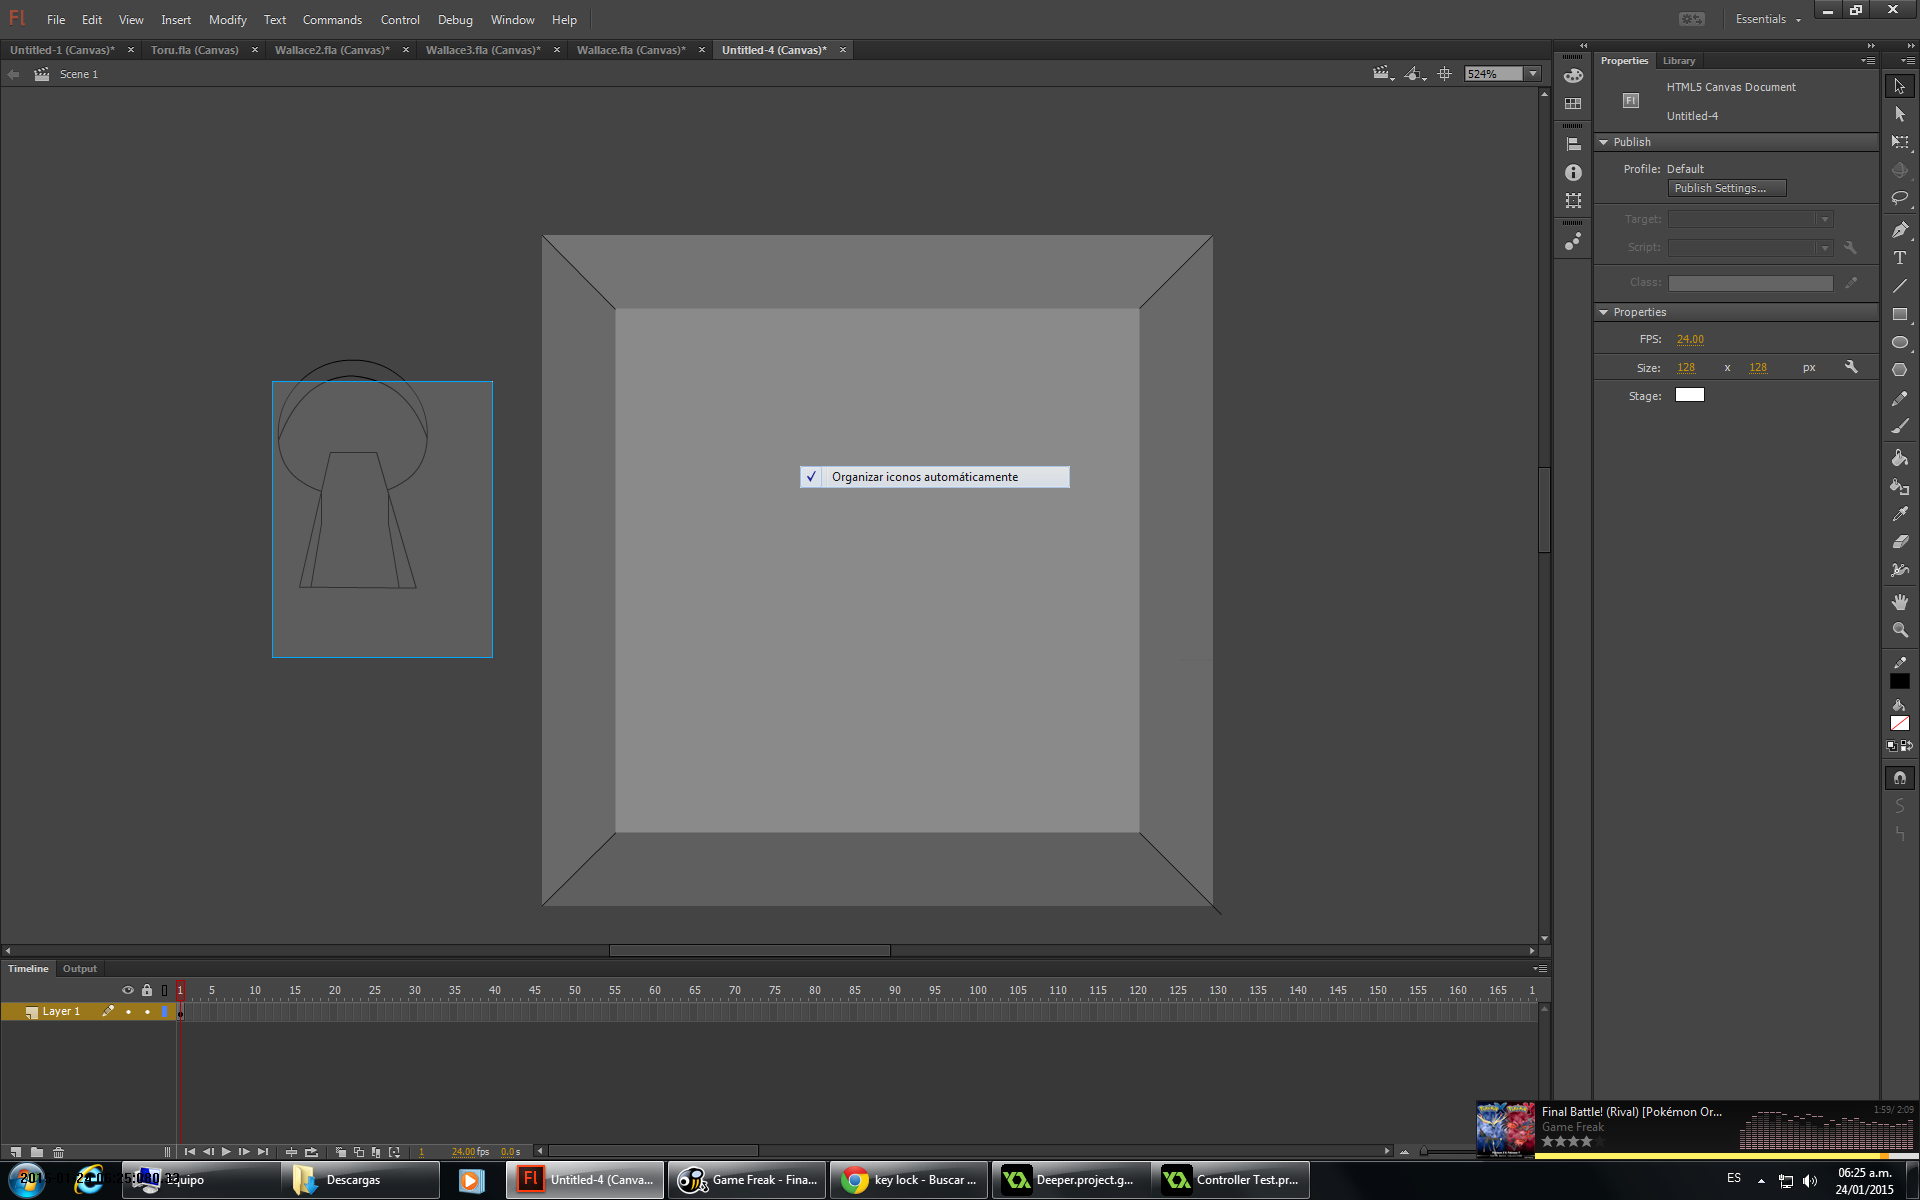 Fl File Edit View Insert Modify Text Commands Control Debug Window Help Essentials
Untitled-1 (Canvas)* × Toru.fla (Canvas) × Wallace2.fla (Canvas)* × Wallace3.fla (Canvas)* × Wallace.fla (Canvas)* × Untitled-4 (Canvas)* ×
Scene 1 524%
Properties Library
HTML5 Canvas Document
Fl
Untitled-4
Publish
Profile: Default
Publish Settings...
Target:
Script:
Class:
Properties
FPS: 24.00
Size: 128 x 128 px
Stage:
✓ Organizar iconos automáticamente
Timeline Output
1 5 10 15 20 25 30 35 40 45 50 55 60 65 70 75 80 85 90 95 100 105 110 115 120 125 130 135 140 145 150 155 160 165 1
Layer 1
1 24.00 fps 0.0 s
Final Battle! (Rival) [Pokémon Or... 1:59/ 2:09
Game Freak
Equipo Descargas Untitled-4 (Canva... Game Freak - Fina... key lock - Buscar ... Deeper.project.g... Controller Test.pr... ES 06:25 a.m.
24/01/2015